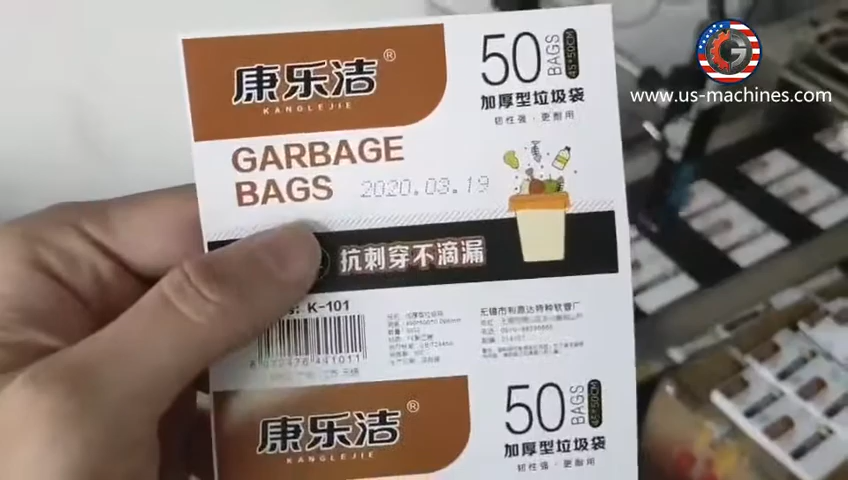 www.us-machines.com
康乐洁®
KANGLEJIE
50 BAGS 45*50CM
加厚型垃圾袋
韧性强·更耐用
GARBAGE
BAGS
2020.03.19
抗刺穿不滴漏
K-101
无锡市利嘉达特种软管厂
康乐洁®
KANGLEJIE
50 BAGS 45*50CM
加厚型垃圾袋
韧性强·更耐用